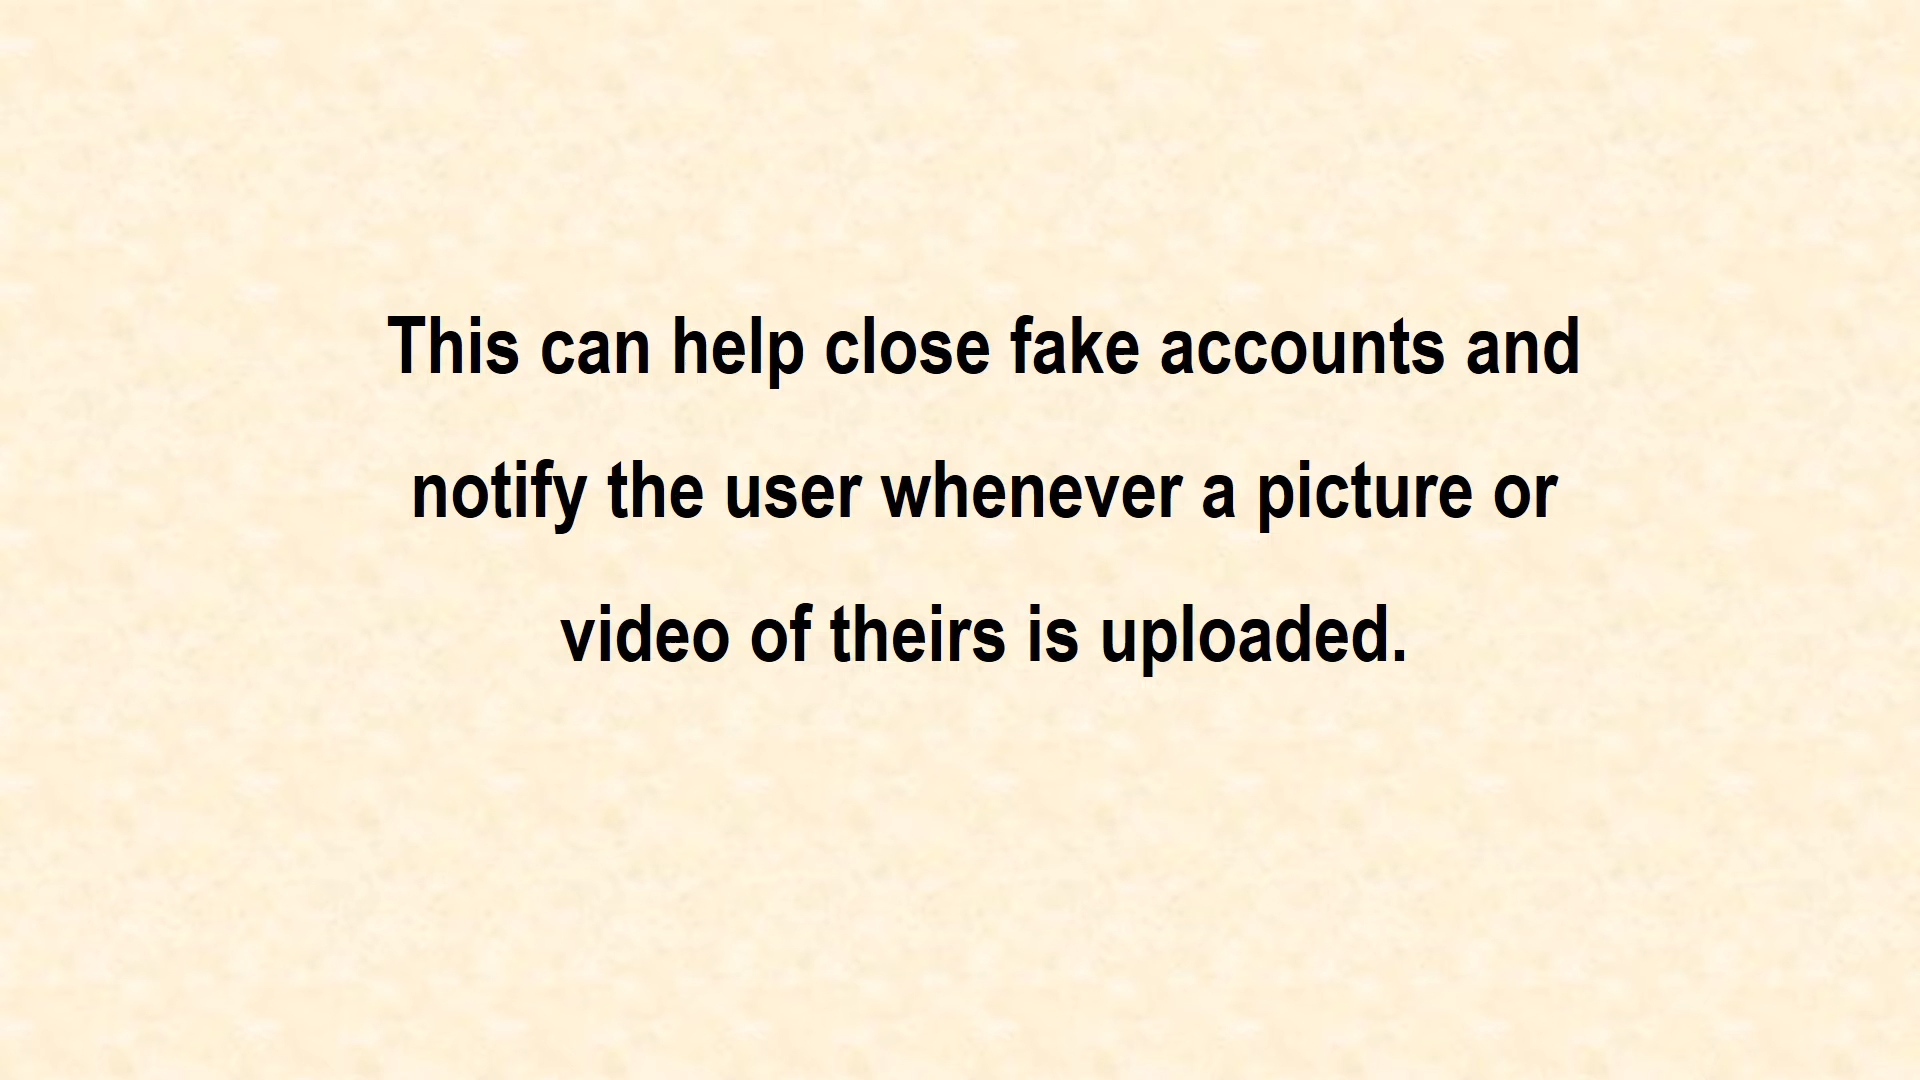 This can help close fake accounts and
notify the user whenever a picture or
video of theirs is uploaded.